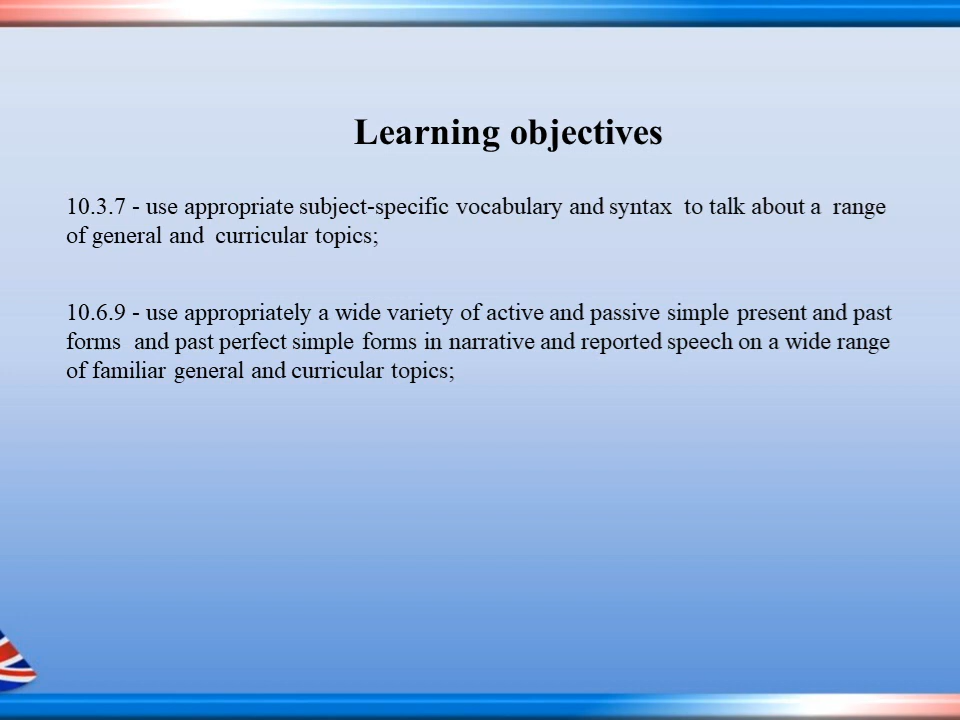 Learning objectives
10.3.7 - use appropriate subject-specific vocabulary and syntax  to talk about a  range
of general and  curricular topics;
10.6.9 - use appropriately a wide variety of active and passive simple present and past
forms  and past perfect simple forms in narrative and reported speech on a wide range
of familiar general and curricular topics;